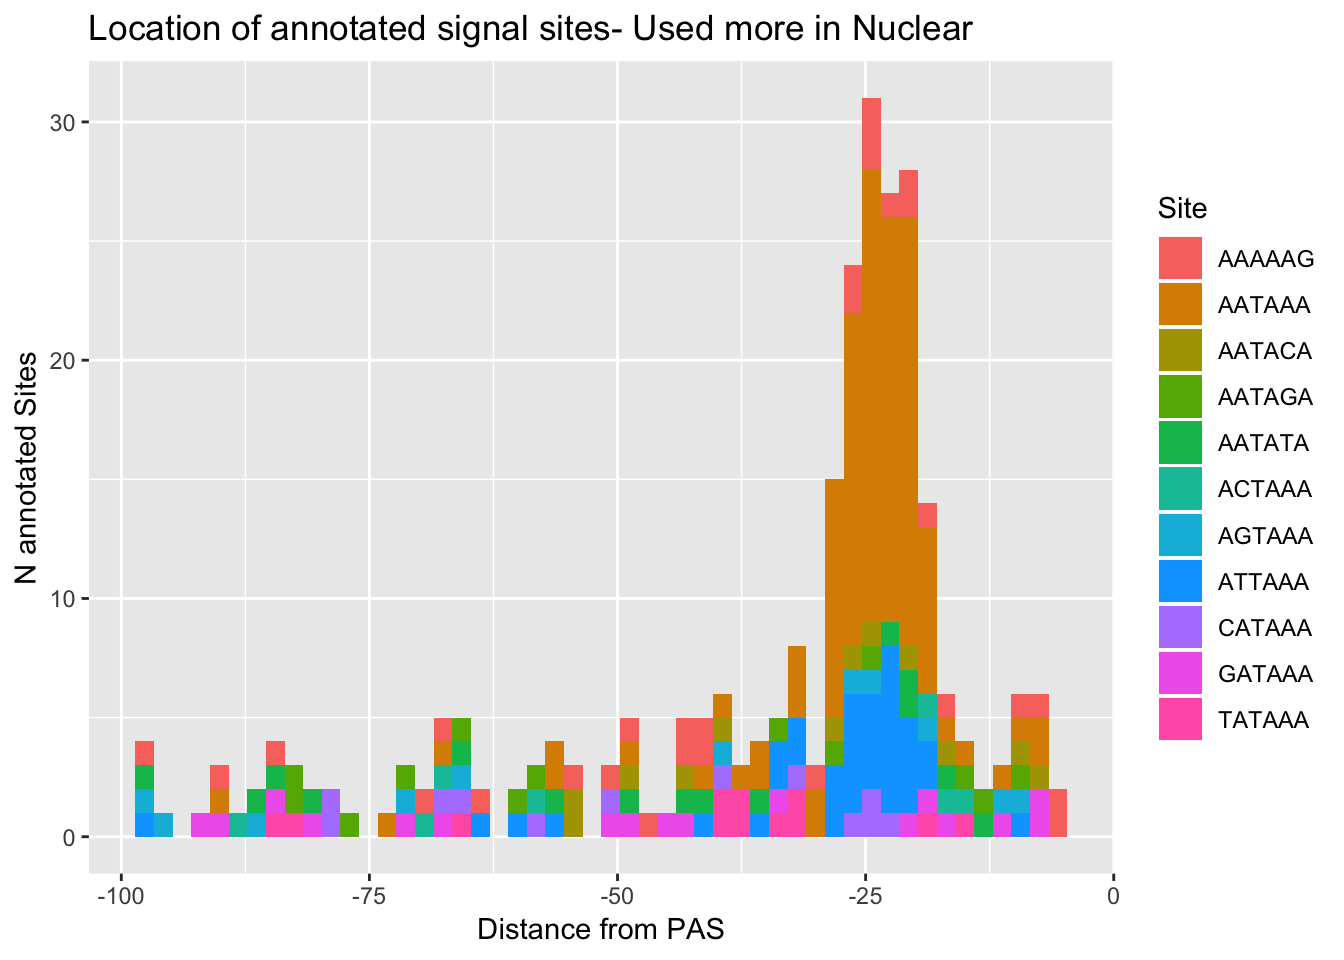 Location of annotated signal sites- Used more in Nuclear
N annotated Sites
30
20
10
0
-100
-75
-50
-25
0
Distance from PAS
Site
AAAAAG
AATAAA
AATACA
AATAGA
AATATA
ACTAAA
AGTAAA
ATTAAA
CATAAA
GATAAA
TATAAA